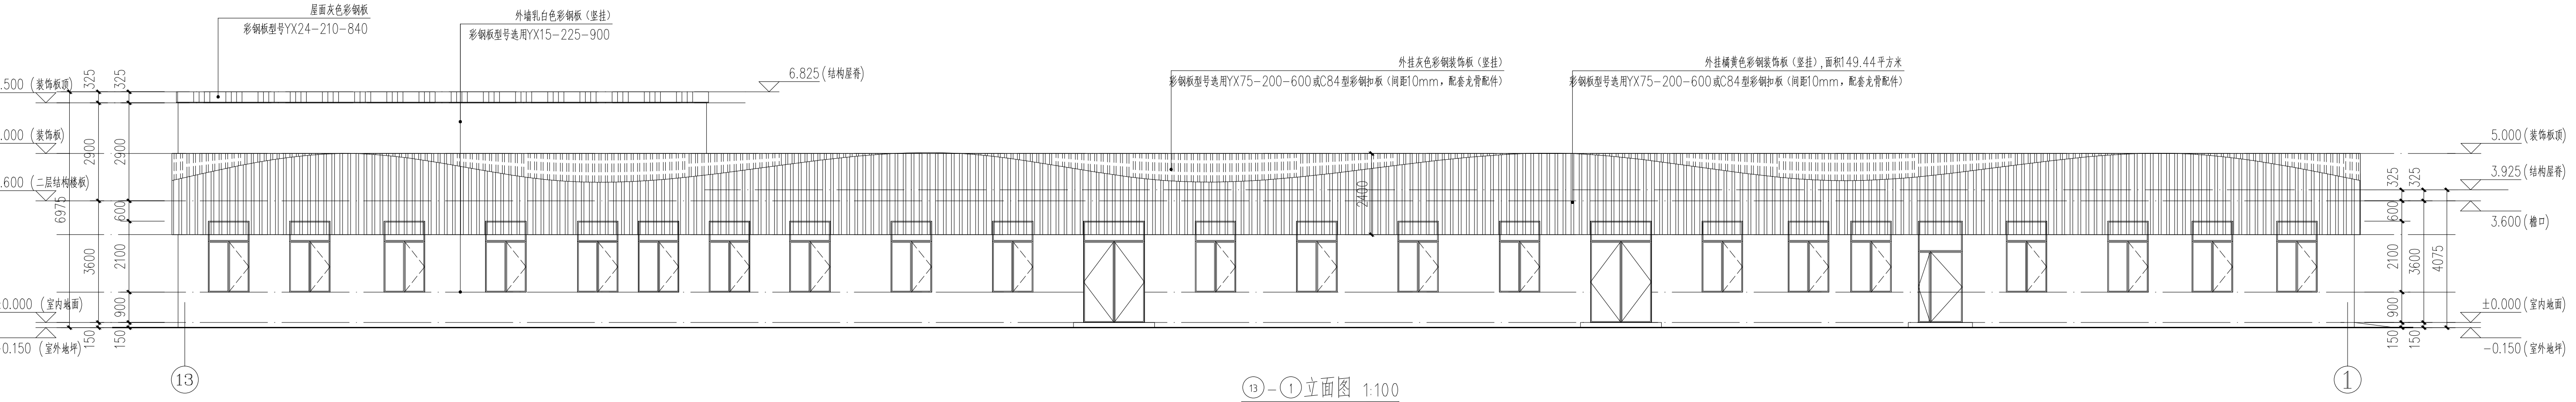 屋面灰色彩钢板
彩钢板型号YX24-210-840
外墙乳白色彩钢板（竖挂）
彩钢板型号选用YX15-225-900
6.825(结构屋脊)
外挂灰色彩钢装饰板（竖挂）
彩钢板型号选用YX75-200-600或C84型彩钢扣板（间距10mm，配套龙骨配件）
外挂橘黄色彩钢装饰板（竖挂），面积149.44平方米
彩钢板型号选用YX75-200-600或C84型彩钢扣板（间距10mm，配套龙骨配件）
.500（装饰板顶）
.000（装饰板）
.600（二层结构楼板）
±0.000（室内地面）
-0.150（室外地坪）
6975
325
2900
3600
150
325
2900
600
2100
900
150
2400
5.000(装饰板顶)
3.925(结构屋脊)
3.600(檐口)
±0.000(室内地面)
-0.150(室外地坪)
325
600
2100
900
150
325
3600
150
4075
13
1
13-1立面图 1:100